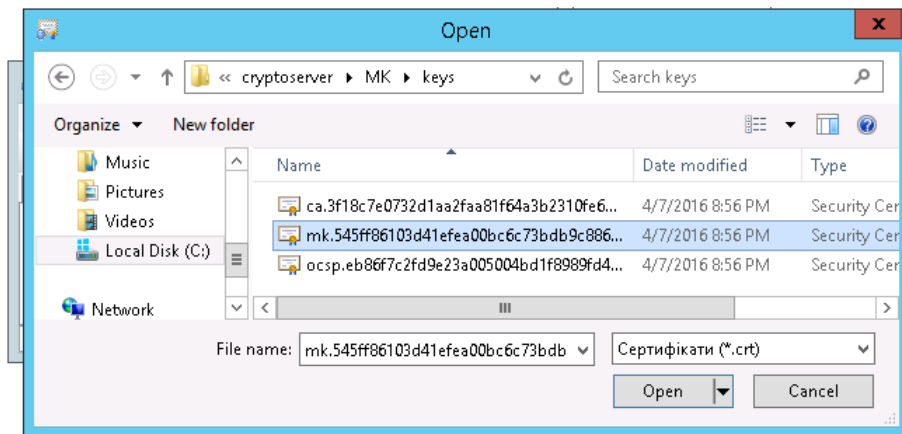 Open
x
« cryptoserver ▸ MK ▸ keys
Search keys
Organize
New folder
Music
Pictures
Videos
Local Disk (C:)
Network
Name Date modified Type
ca.3f18c7e0732d1aa2faa81f64a3b2310fe6... 4/7/2016 8:56 PM Security Cer
mk.545ff86103d41efea00bc6c73bdb9c886... 4/7/2016 8:56 PM Security Cer
ocsp.eb86f7c2fd9e23a005004bd1f8989fd4... 4/7/2016 8:56 PM Security Cer
File name: mk.545ff86103d41efea00bc6c73bdb Сертифікати (*.crt)
Open Cancel